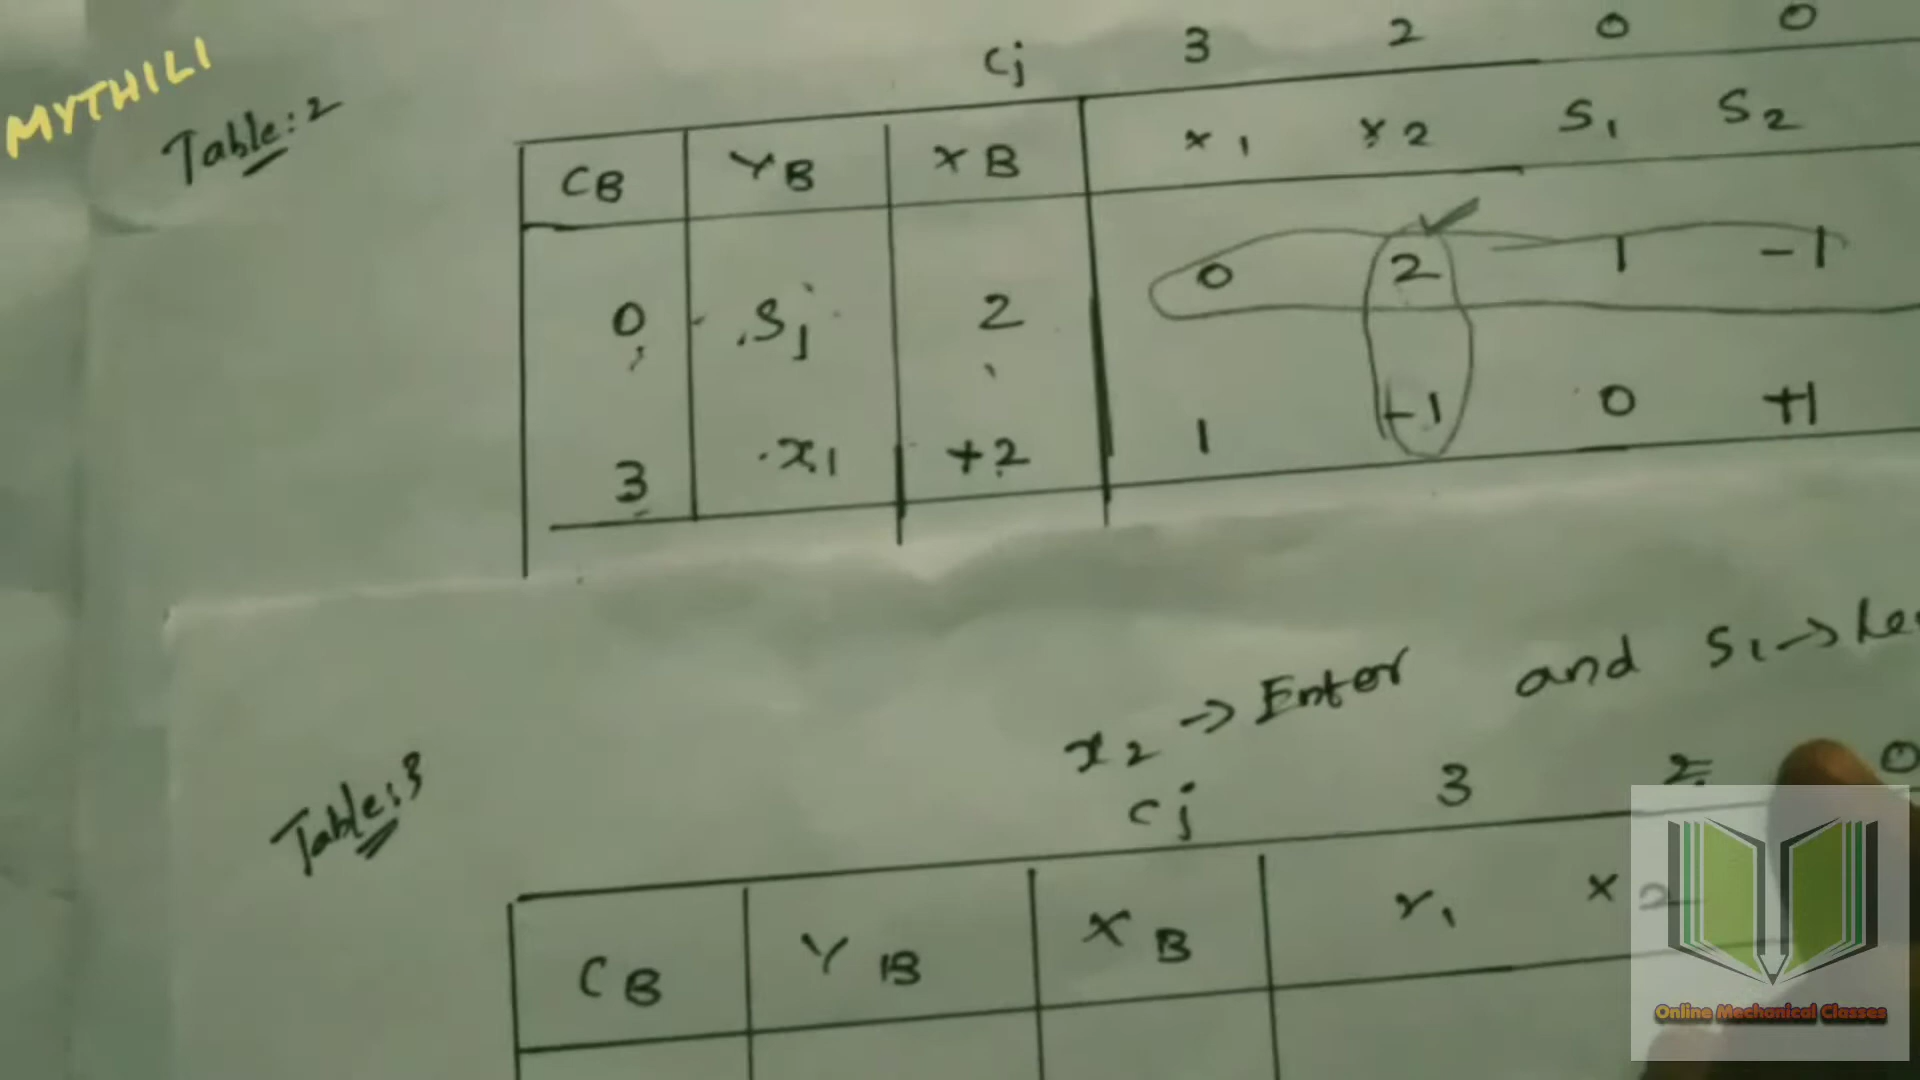 MYTHILI
Table:2
Cj 3 2 0 0
CB YB XB x1 x2 S1 S2
0 S1 2 0 2 1 -1
3 x1 +2 1 -1 0 +1
x2 → Enter and S1 →
Table:3
Cj 3 2 0
CB YB XB x1 x2
Online Mechanical Classes